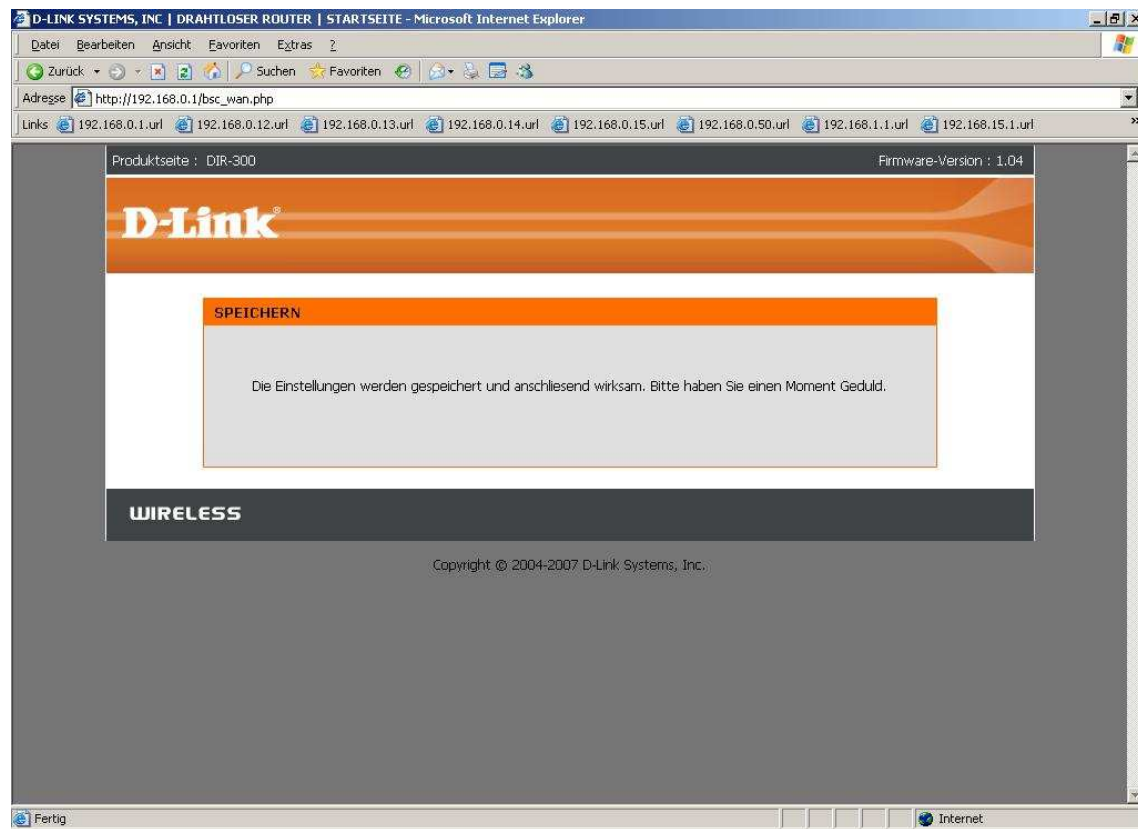 D-LINK SYSTEMS, INC | DRAHTLOSER ROUTER | STARTSEITE - Microsoft Internet Explorer
Datei Bearbeiten Ansicht Favoriten Extras ?
Zurück Suchen Favoriten
Adresse http://192.168.0.1/bsc_wan.php
Links 192.168.0.1.url 192.168.0.12.url 192.168.0.13.url 192.168.0.14.url 192.168.0.15.url 192.168.0.50.url 192.168.1.1.url 192.168.15.1.url »
Produktseite : DIR-300 Firmware-Version : 1.04
D-Link®
SPEICHERN
Die Einstellungen werden gespeichert und anschliesend wirksam. Bitte haben Sie einen Moment Geduld.
WIRELESS
Copyright © 2004-2007 D-Link Systems, Inc.
Fertig Internet